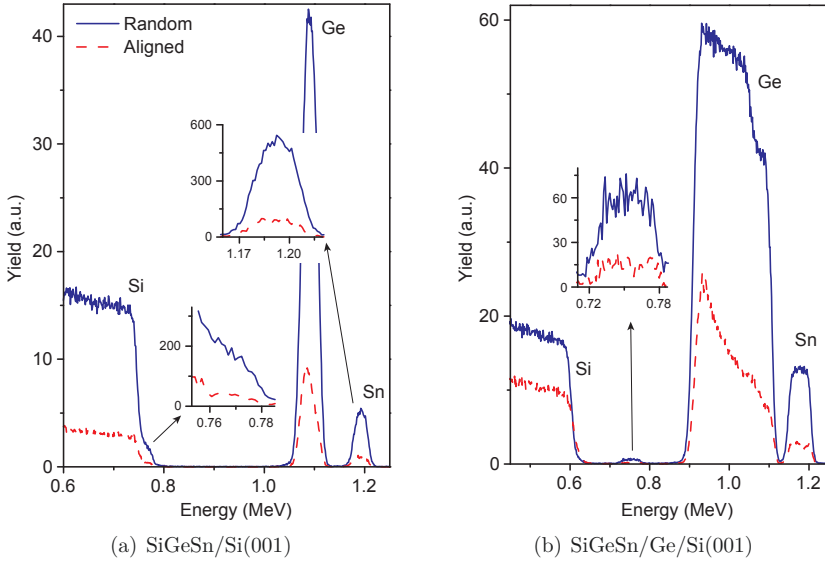 Random
Aligned
Ge
Si
Sn
600
300
0
1.17
1.20
200
0
0.76
0.78
40
30
20
10
0
0.6
0.8
1.0
1.2
Yield (a.u.)
Energy (MeV)
(a) SiGeSn/Si(001)
Ge
Sn
Si
60
45
30
15
0
0.72
0.78
60
40
20
0
0.6
0.8
1.0
1.2
Yield (a.u.)
Energy (MeV)
(b) SiGeSn/Ge/Si(001)